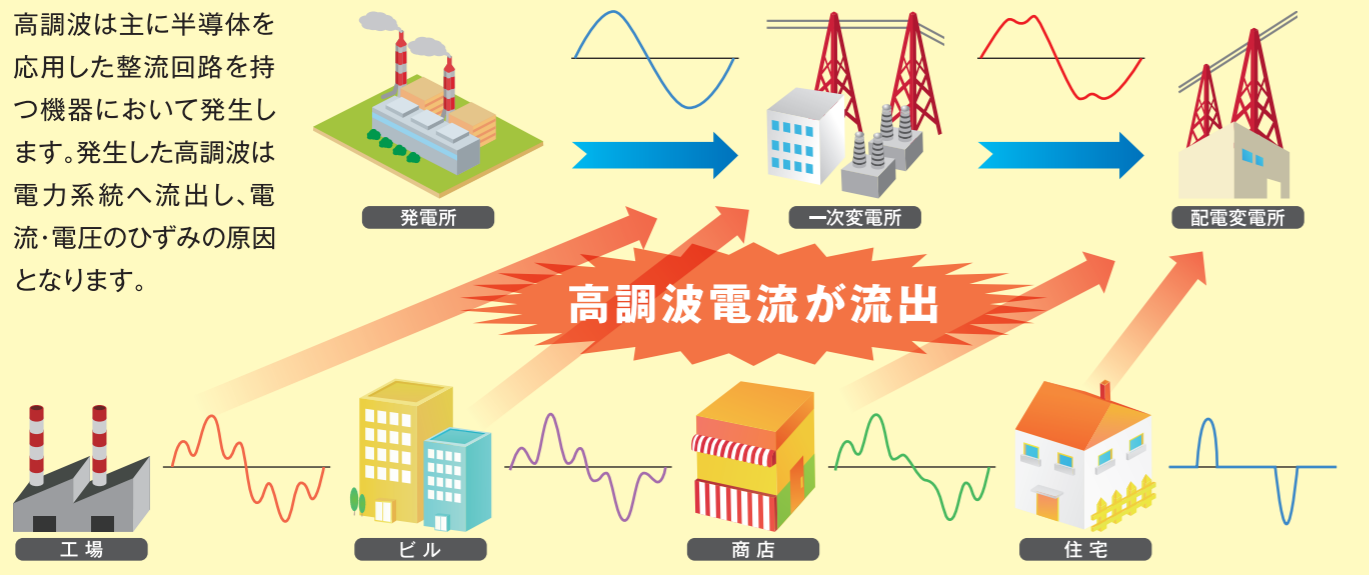 高調波は主に半導体を
応用した整流回路を持
つ機器において発生し
ます。発生した高調波は
電力系統へ流出し、電
流・電圧のひずみの原因
となります。
発電所
一次変電所
配電変電所
高調波電流が流出
工場
ビル
商店
住宅